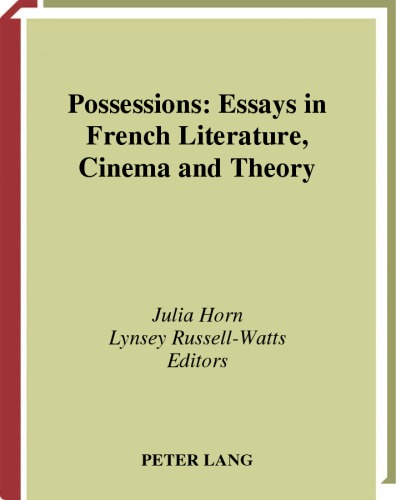 Possessions: Essays in
French Literature,
Cinema and Theory
Julia Horn
Lynsey Russell-Watts
Editors
PETER LANG